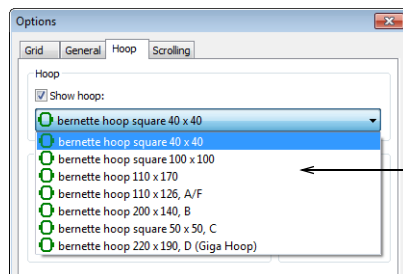 Options
Grid General Hoop Scrolling
Hoop
Show hoop:
bernette hoop square 40 x 40
bernette hoop square 40 x 40
bernette hoop square 100 x 100
bernette hoop 110 x 170
bernette hoop 110 x 126, A/F
bernette hoop 200 x 140, B
bernette hoop square 50 x 50, C
bernette hoop 220 x 190, D (Giga Hoop)